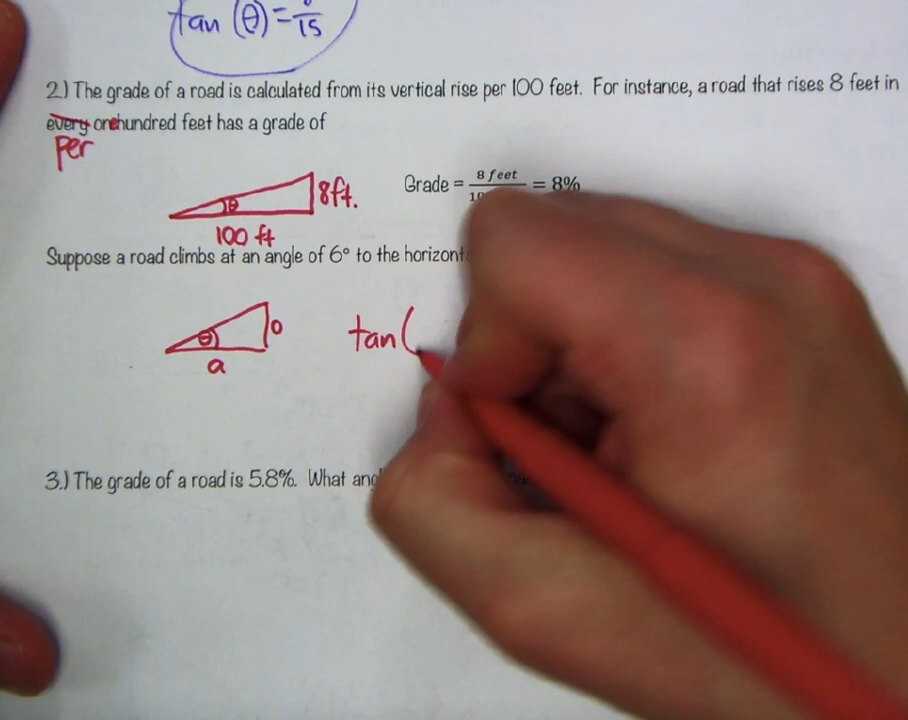 tan (θ) = /15
2.) The grade of a road is calculated from its vertical rise per 100 feet. For instance, a road that rises 8 feet in
every one hundred feet has a grade of
per
θ 8ft. Grade = 8 feet = 8%
100 ft
Suppose a road climbs at an angle of 6° to the
θ o tan(
a
3.) The grade of a road is 5.8%. What